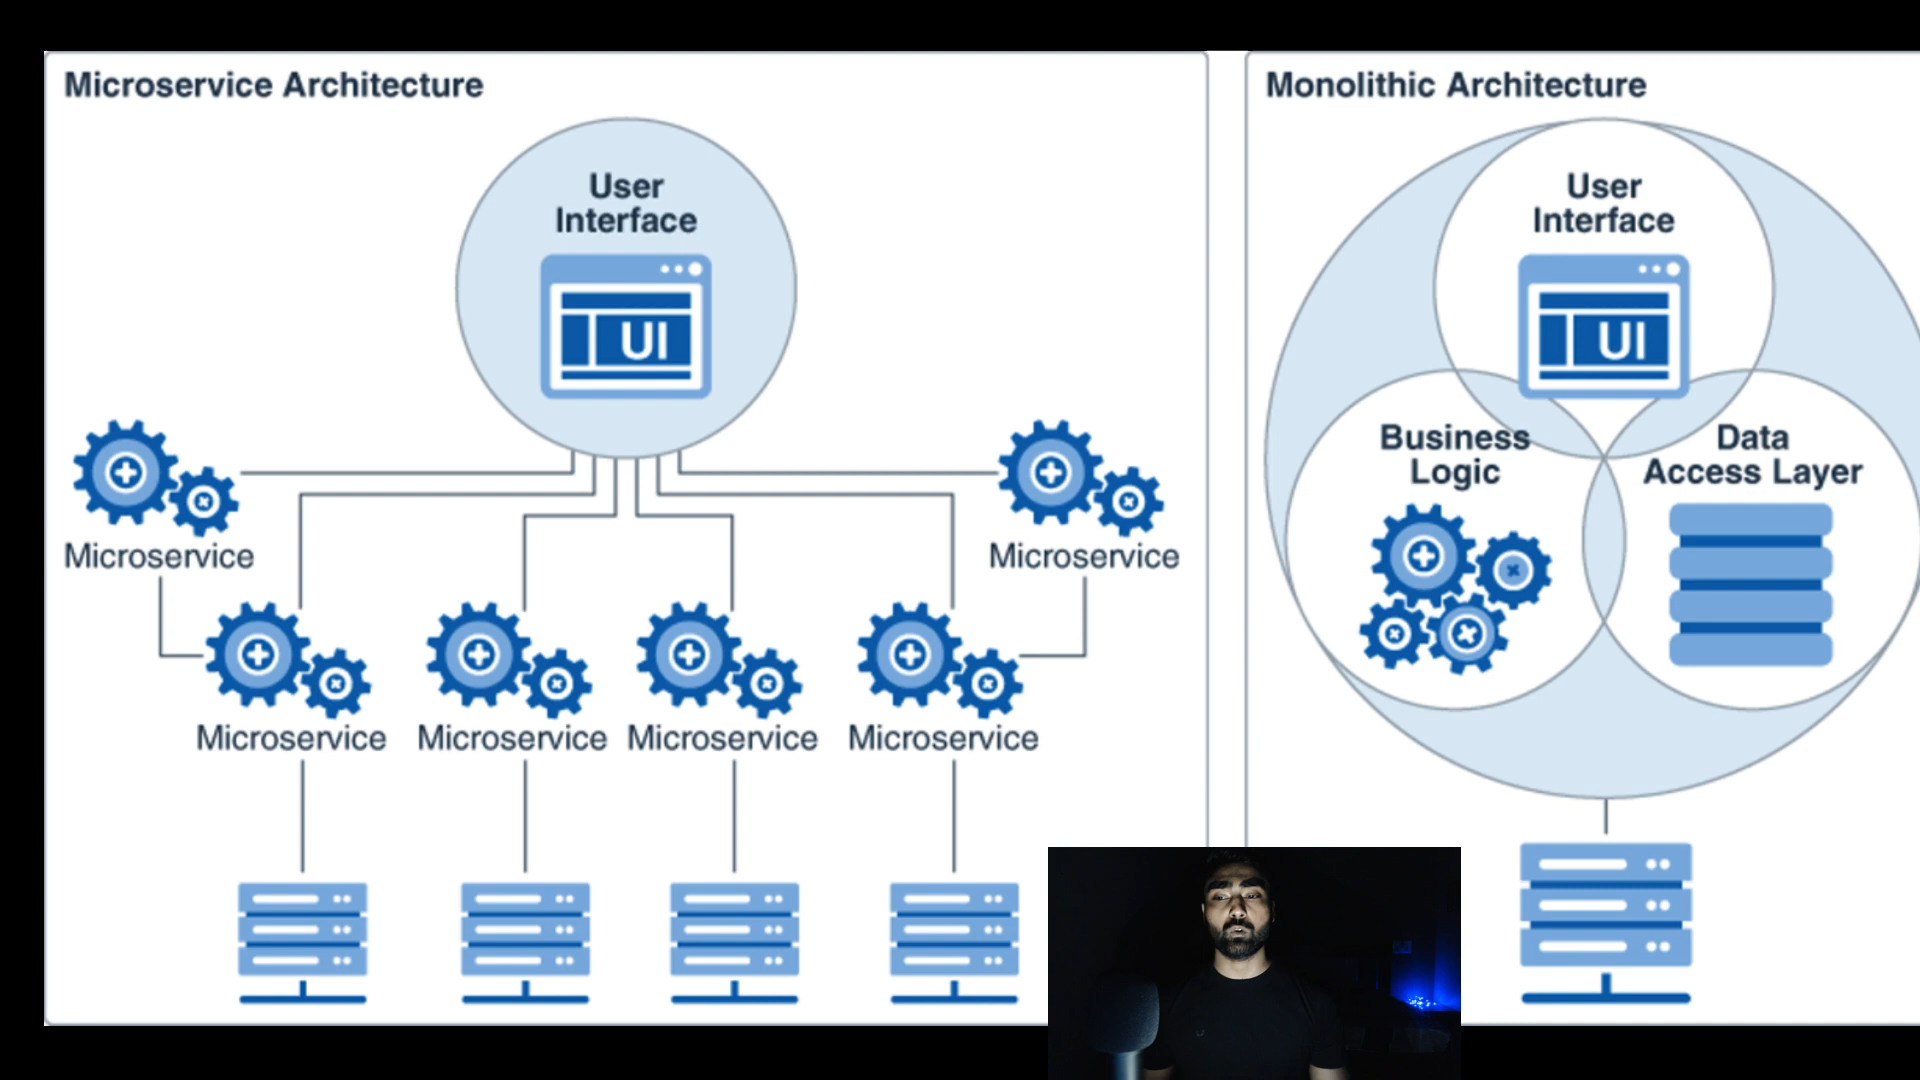 Microservice Architecture
User
Interface
UI
Microservice
Microservice
Microservice
Microservice
Microservice
Microservice
Monolithic Architecture
User
Interface
UI
Business
Logic
Data
Access Layer